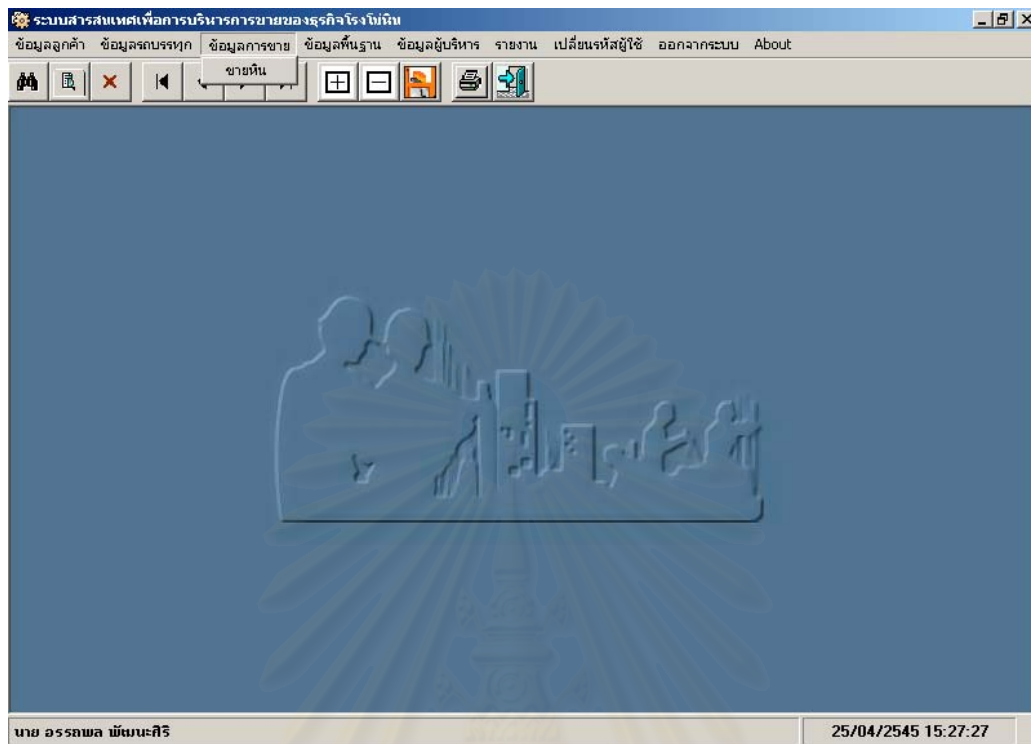 ระบบสารสนเทศเพื่อการบริหารการขายของธุรกิจโรงโม่หิน
ข้อมูลลูกค้า ข้อมูลรถบรรทุก ข้อมูลการขาย ข้อมูลพื้นฐาน ข้อมูลผู้บริหาร รายงาน เปลี่ยนรหัสผู้ใช้ ออกจากระบบ About
ขายหิน
นาย อรรถพล พัฒนะศิริ 25/04/2545 15:27:27